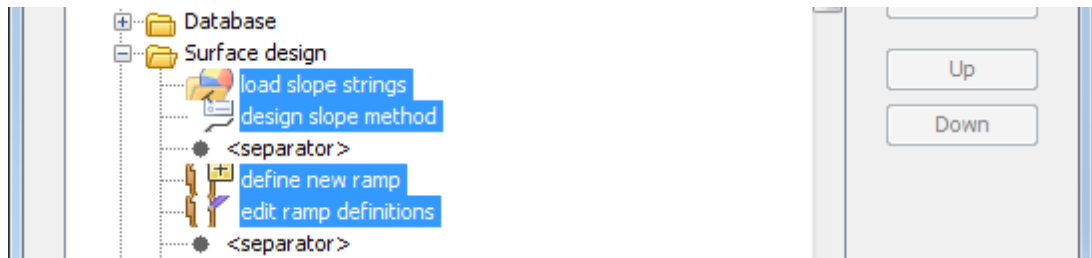 Database
Surface design
load slope strings
design slope method
<separator>
define new ramp
edit ramp definitions
<separator>
Up
Down